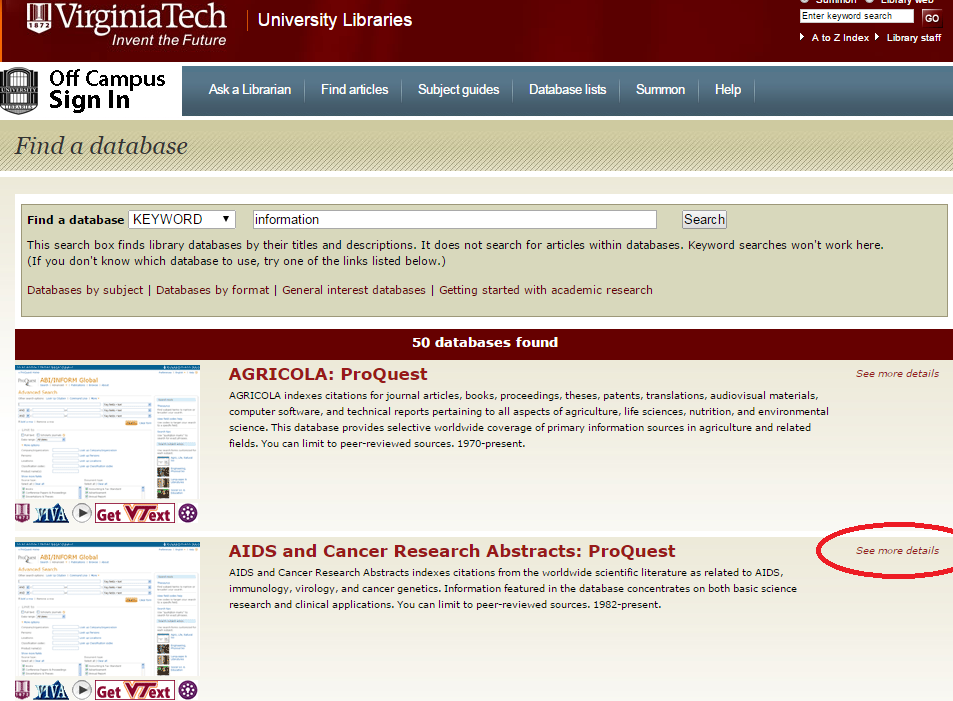 Summon Library web
VirginiaTech
1872
Invent the Future
University Libraries
Enter keyword search GO
A to Z Index Library staff
Off Campus
Sign In
UNIVERSITY
LIBRARIES
Ask a Librarian Find articles Subject guides Database lists Summon Help
Find a database
Find a database KEYWORD information Search
This search box finds library databases by their titles and descriptions. It does not search for articles within databases. Keyword searches won't work here.
(If you don't know which database to use, try one of the links listed below.)
Databases by subject | Databases by format | General interest databases | Getting started with academic research
50 databases found
ABI/INFORM Global
Advanced Search
AGRICOLA: ProQuest
See more details
AGRICOLA indexes citations for journal articles, books, proceedings, theses, patents, translations, audiovisual materials,
computer software, and technical reports pertaining to all aspects of agriculture, life sciences, nutrition, and environmental
science. This database provides selective worldwide coverage of primary information sources in agriculture and related
fields. You can limit to peer-reviewed sources. 1970-present.
VIVA Get VText
ABI/INFORM Global
Advanced Search
AIDS and Cancer Research Abstracts: ProQuest
See more details
AIDS and Cancer Research Abstracts indexes citations from the worldwide scientific literature as related to AIDS,
immunology, virology, and cancer genetics. Information featured in the database concentrates on both basic science
research and clinical applications. You can limit to peer-reviewed sources. 1982-present.
VIVA Get VText